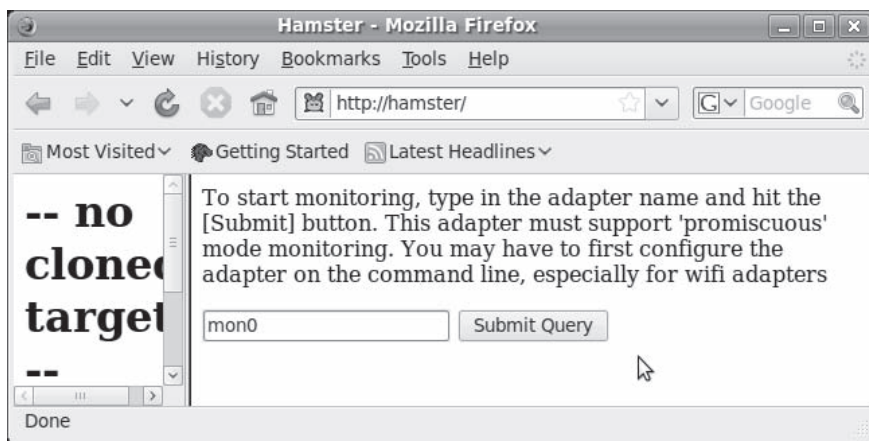 Hamster - Mozilla Firefox
File Edit View History Bookmarks Tools Help
http://hamster/
G Google
Most Visited Getting Started Latest Headlines
-- no
cloned
target
--
To start monitoring, type in the adapter name and hit the
[Submit] button. This adapter must support 'promiscuous'
mode monitoring. You may have to first configure the
adapter on the command line, especially for wifi adapters
mon0 Submit Query
Done